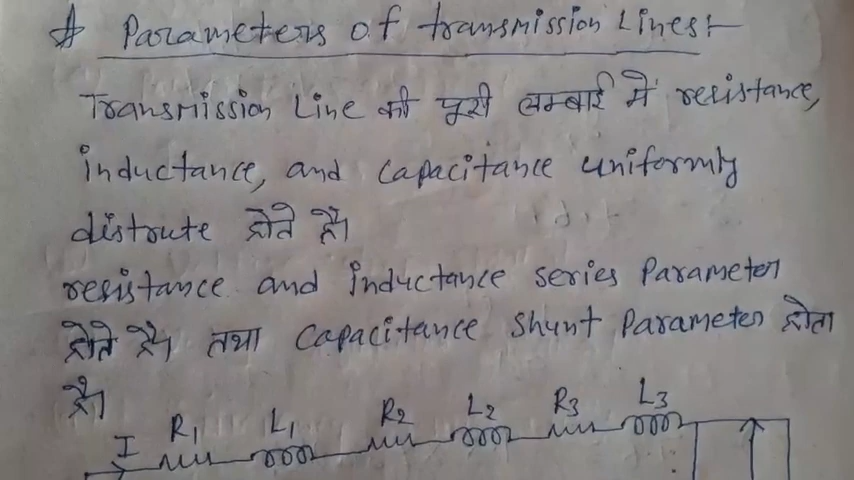 * Parameters of transmission Lines:-
Transmission Line की पूरी लम्बाई में resistance,
inductance, and capacitance uniformly
distrute होते है।
resistance and inductance series Parameter
होते है। तथा Capacitance Shunt Parameter होता
है।
I R1 L1 R2 L2 R3 L3